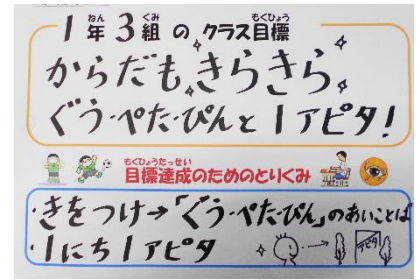 1年3組のクラス目標
からだも,きらきら
ぐう・ぺた・ぴんと1アピタ!
目標達成のためのとりくみ
・きをつけ→「ぐう・ぺた・ぴん」のあいことば
・1にち1アピタ
アピタ